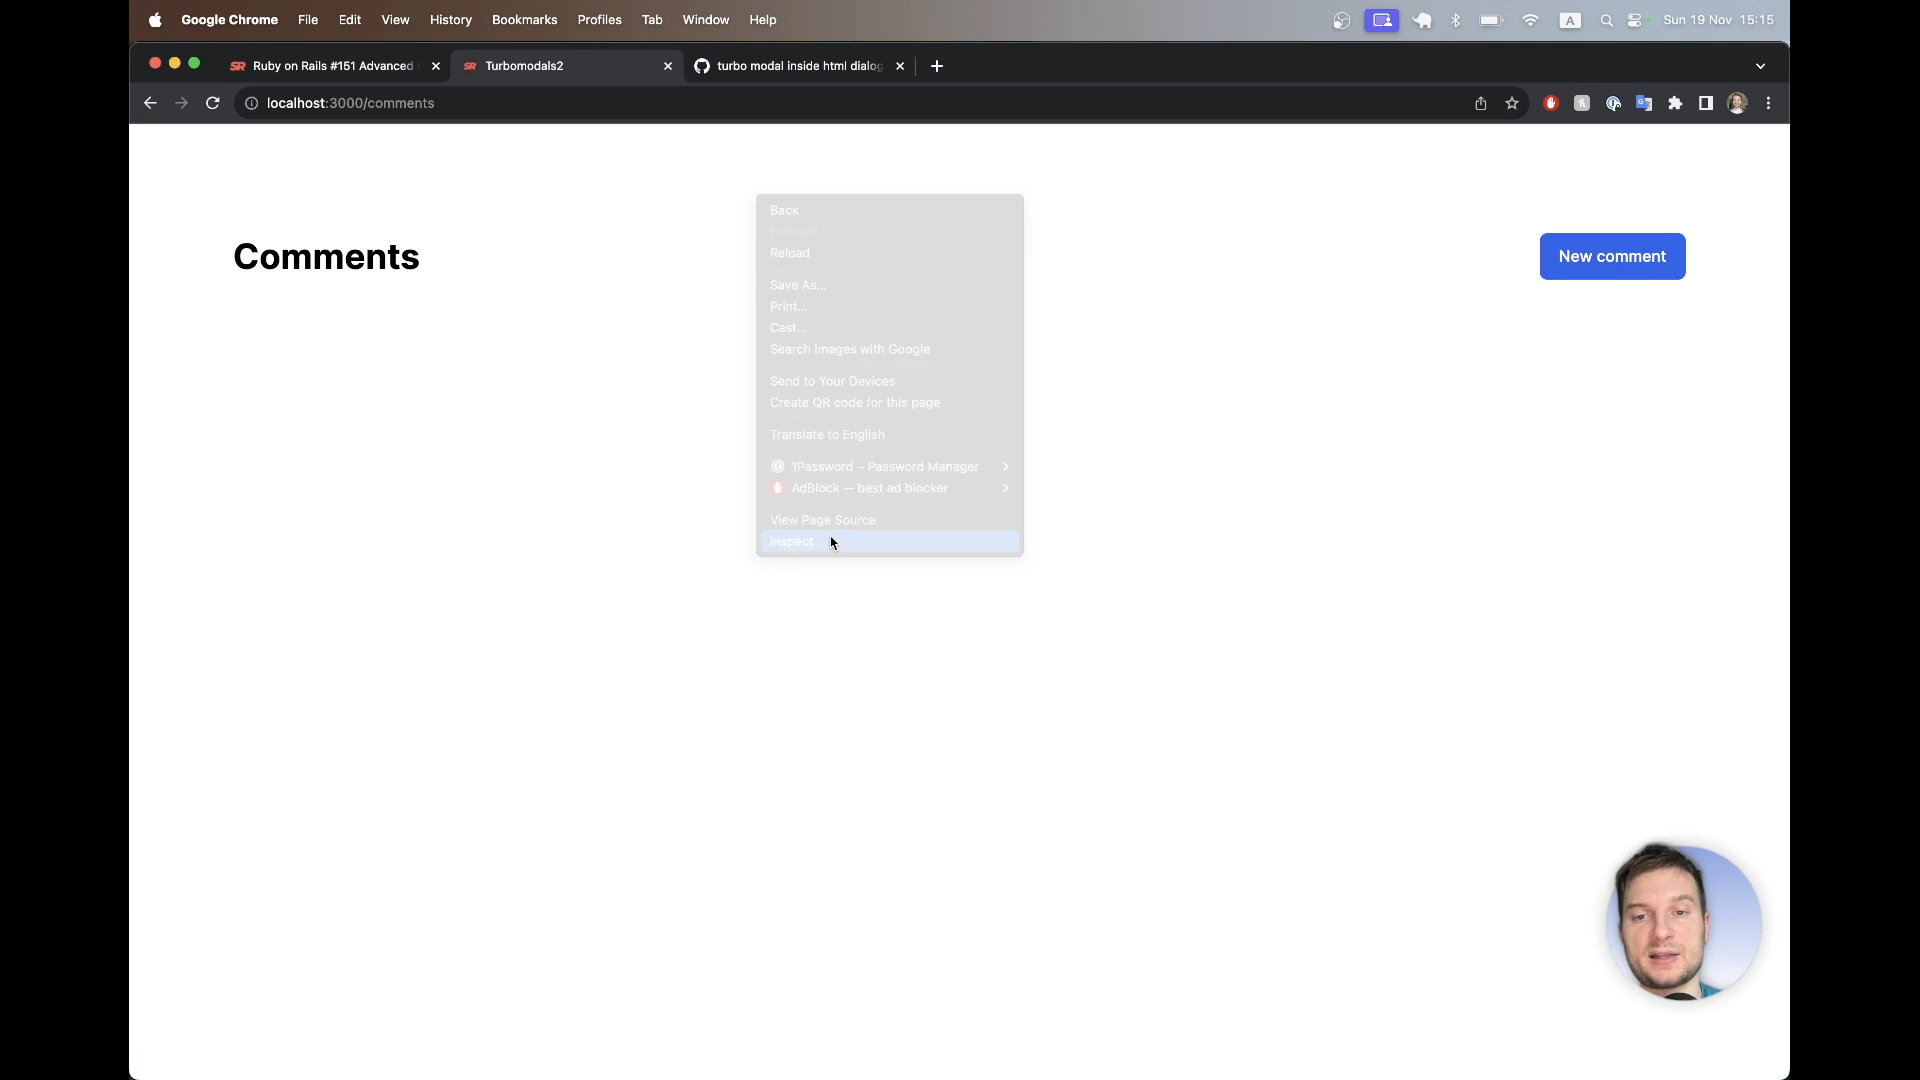 Google Chrome File Edit View History Bookmarks Profiles Tab Window Help A Sun 19 Nov 15:15
SR Ruby on Rails #151 Advanced SR Turbomodals2 turbo modal inside html dialog
localhost:3000/comments
Comments
New comment
Back
Forward
Reload
Save As...
Print...
Cast...
Search Images with Google
Send to Your Devices
Create QR code for this page
Translate to English
1Password – Password Manager
AdBlock — best ad blocker
View Page Source
Inspect